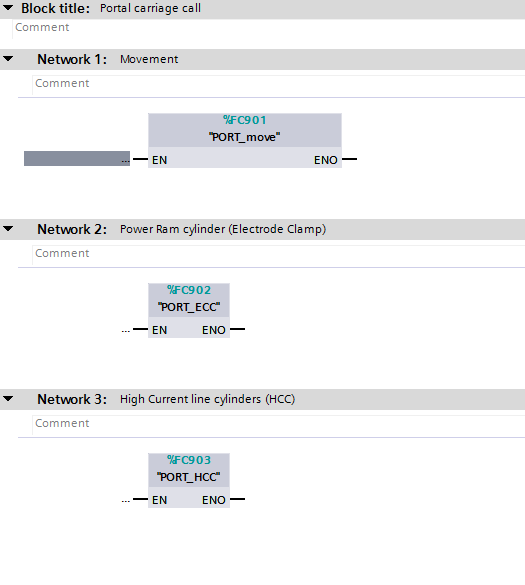 Block title: Portal carriage call
Comment
Network 1: Movement
Comment
%FC901
"PORT_move"
... EN ENO
Network 2: Power Ram cylinder (Electrode Clamp)
Comment
%FC902
"PORT_ECC"
... EN ENO
Network 3: High Current line cylinders (HCC)
Comment
%FC903
"PORT_HCC"
... EN ENO